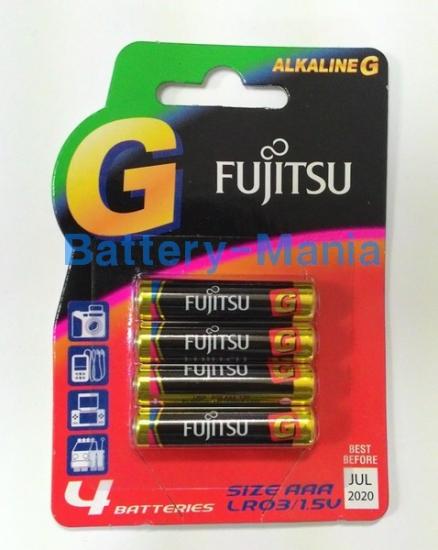 ALKALINE G
G
FUJITSU
Battery-Mania
FUJITSU G
FUJITSU G
FUJITSU
FUJITSU G
BEST
BEFORE
JUL
2020
4 BATTERIES
SIZE AAA
LR03/1.5V